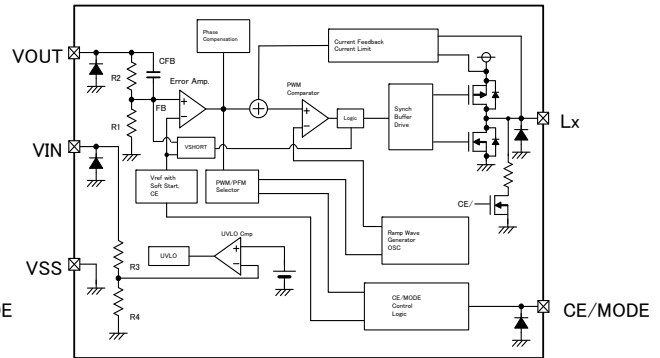 VOUT
R2
CFB
Error Amp.
FB
R1
Phase
Compensation
Current Feedback
Current Limit
PWM
Comparator
Logic
Synch
Buffer
Drive
Lx
VSHORT
VIN
Vref with
Soft Start,
CE
PWM/PFM
Selector
CE/
Ramp Wave
Generator
OSC
R3
UVLO Cmp
UVLO
VSS
R4
CE/MODE
Control
Logic
CE/MODE